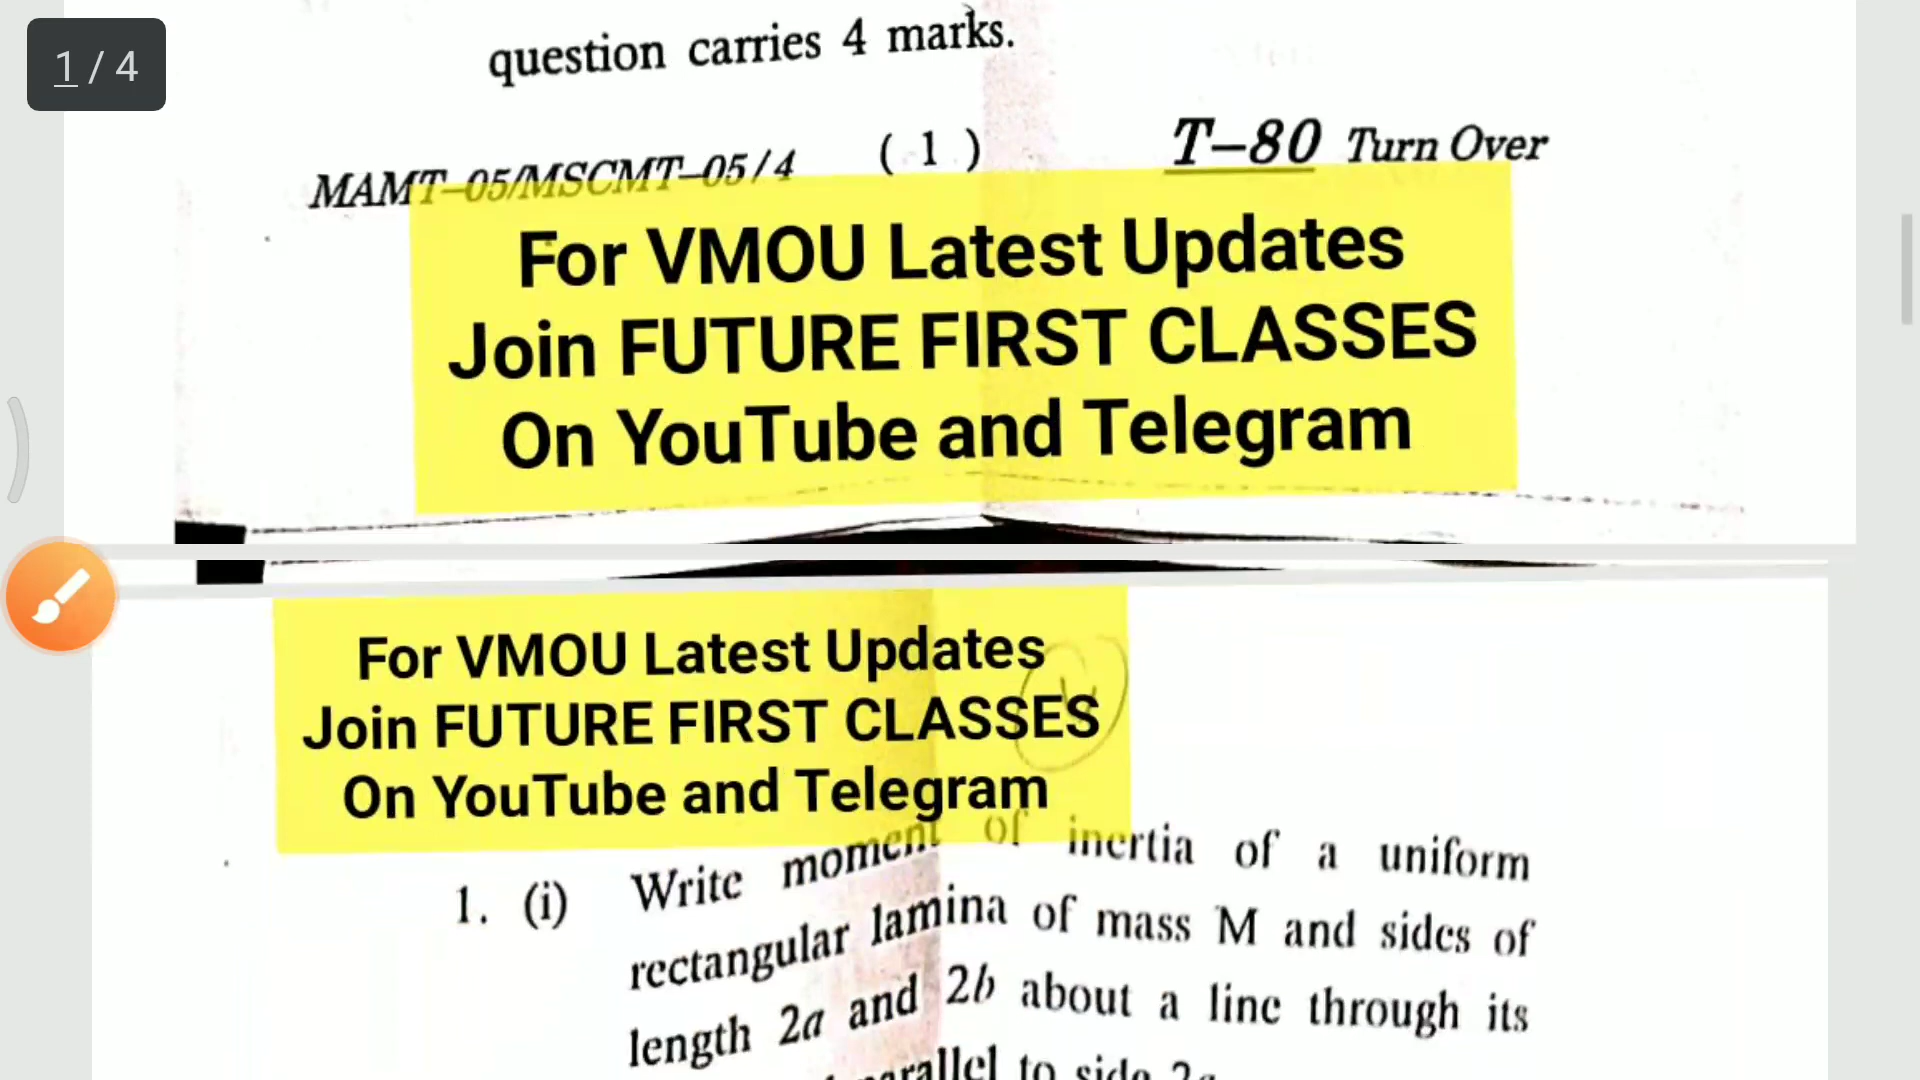 1 / 4
question carries 4 marks.
MAMT–05/MSCMT–05/4 ( 1 ) T–80 Turn Over
For VMOU Latest Updates
Join FUTURE FIRST CLASSES
On YouTube and Telegram
For VMOU Latest Updates
Join FUTURE FIRST CLASSES
On YouTube and Telegram
1. (i) Write moment of inertia of a uniform
rectangular lamina of mass M and sides of
length 2a and 2b about a line through its
parallel to side